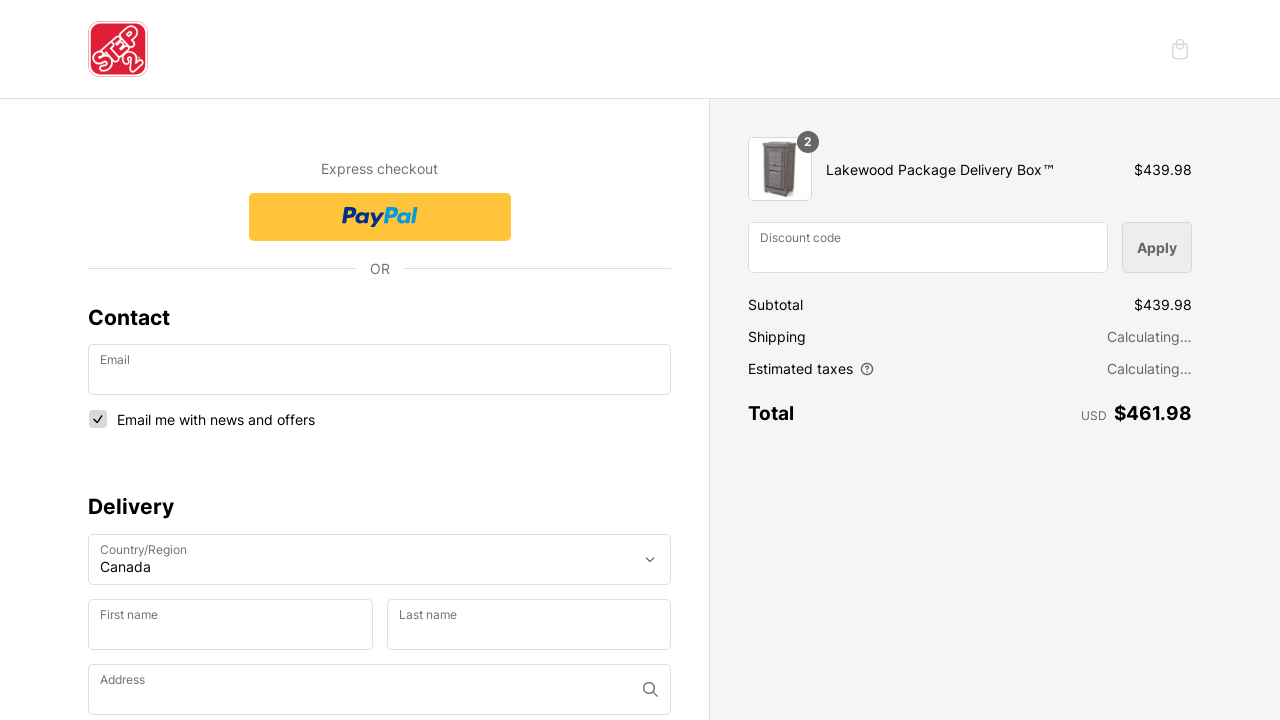 STEP2
Express checkout
PayPal
OR
Contact
Email
Email me with news and offers
Delivery
Country/Region
Canada
First name
Last name
Address
2
Lakewood Package Delivery Box™
$439.98
Discount code
Apply
Subtotal
$439.98
Shipping
Calculating...
Estimated taxes
Calculating...
Total
USD $461.98